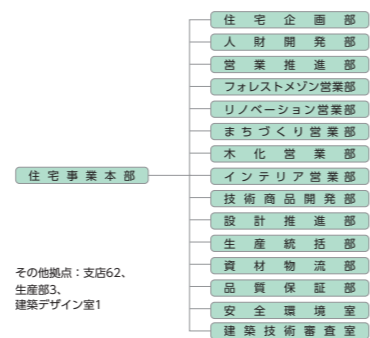 住宅企画部
人財開発部
営業推進部
フォレストメゾン営業部
リノベーション営業部
まちづくり営業部
木化営業部
住宅事業本部
インテリア営業部
技術商品開発部
設計推進部
生産統括部
資材物流部
品質保証部
安全環境室
建築技術審査室
その他拠点：支店62、
生産部3、
建築デザイン室1